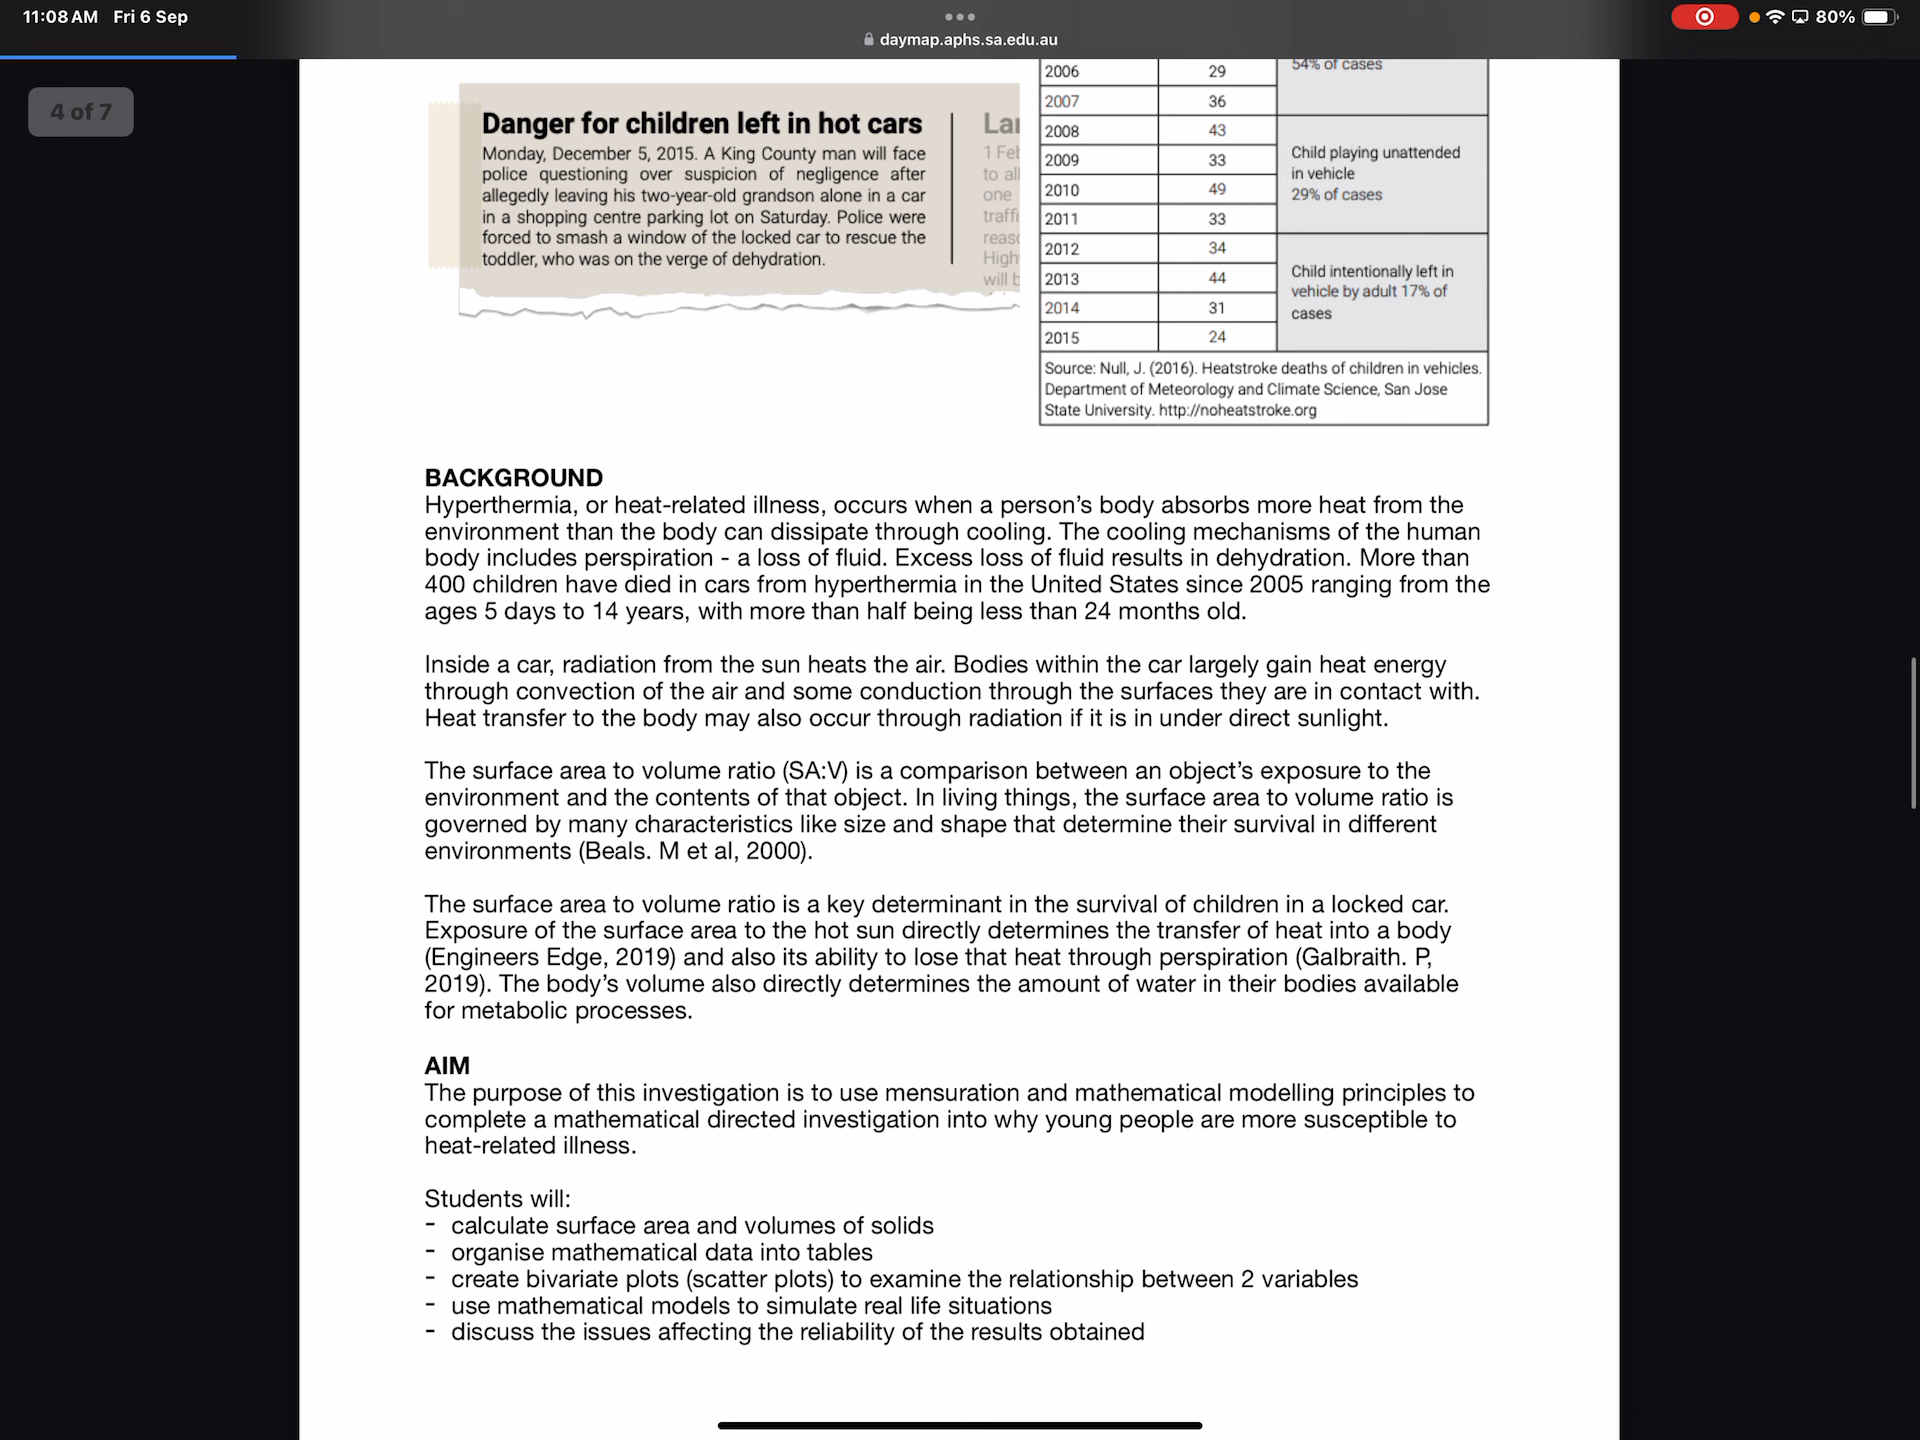 11:08 AM Fri 6 Sep
80%
daymap.aphs.sa.edu.au
4 of 7
Danger for children left in hot cars
Monday, December 5, 2015. A King County man will face
police questioning over suspicion of negligence after
allegedly leaving his two-year-old grandson alone in a car
in a shopping centre parking lot on Saturday. Police were
forced to smash a window of the locked car to rescue the
toddler, who was on the verge of dehydration.
1 Feb
to all
one
traffi
reaso
High
will b
2006 29 54% of cases
2007 36
2008 43
2009 33
2010 49
2011 33
Child playing unattended
in vehicle
29% of cases
2012 34
2013 44
2014 31
2015 24
Child intentionally left in
vehicle by adult 17% of
cases
Source: Null, J. (2016). Heatstroke deaths of children in vehicles.
Department of Meteorology and Climate Science, San Jose
State University. http://noheatstroke.org
BACKGROUND
Hyperthermia, or heat-related illness, occurs when a person’s body absorbs more heat from the
environment than the body can dissipate through cooling. The cooling mechanisms of the human
body includes perspiration - a loss of fluid. Excess loss of fluid results in dehydration. More than
400 children have died in cars from hyperthermia in the United States since 2005 ranging from the
ages 5 days to 14 years, with more than half being less than 24 months old.
Inside a car, radiation from the sun heats the air. Bodies within the car largely gain heat energy
through convection of the air and some conduction through the surfaces they are in contact with.
Heat transfer to the body may also occur through radiation if it is in under direct sunlight.
The surface area to volume ratio (SA:V) is a comparison between an object’s exposure to the
environment and the contents of that object. In living things, the surface area to volume ratio is
governed by many characteristics like size and shape that determine their survival in different
environments (Beals. M et al, 2000).
The surface area to volume ratio is a key determinant in the survival of children in a locked car.
Exposure of the surface area to the hot sun directly determines the transfer of heat into a body
(Engineers Edge, 2019) and also its ability to lose that heat through perspiration (Galbraith. P,
2019). The body’s volume also directly determines the amount of water in their bodies available
for metabolic processes.
AIM
The purpose of this investigation is to use mensuration and mathematical modelling principles to
complete a mathematical directed investigation into why young people are more susceptible to
heat-related illness.
Students will:
- calculate surface area and volumes of solids
- organise mathematical data into tables
- create bivariate plots (scatter plots) to examine the relationship between 2 variables
- use mathematical models to simulate real life situations
- discuss the issues affecting the reliability of the results obtained